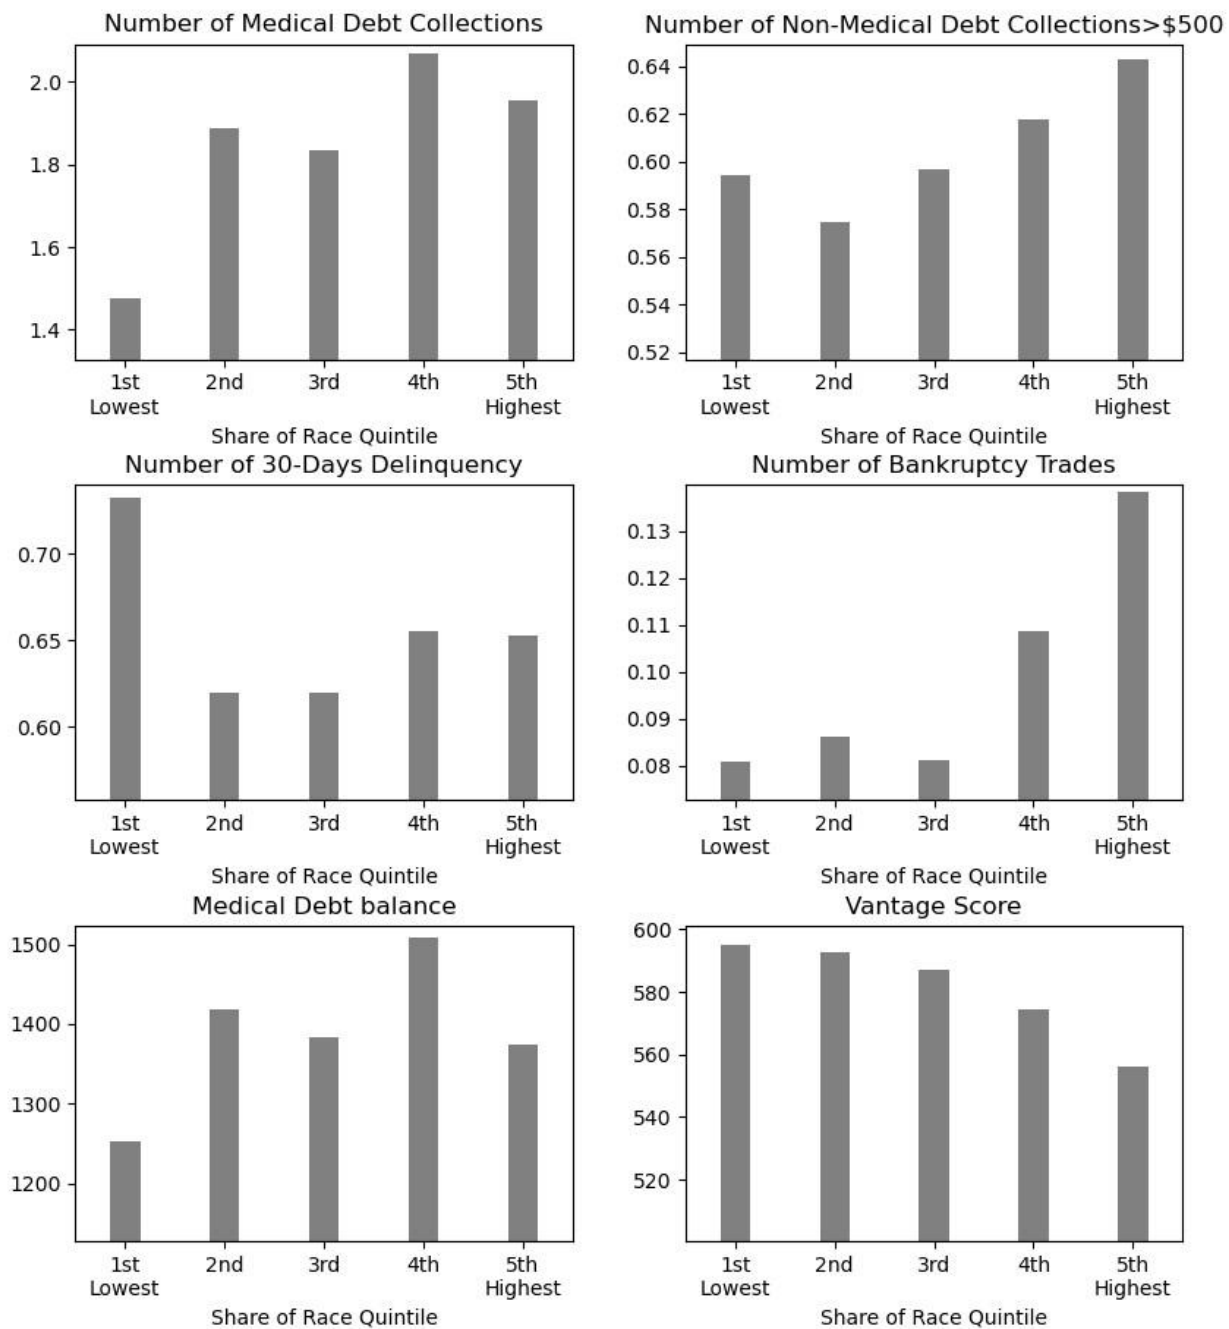 Number of Medical Debt Collections
2.0
1.8
1.6
1.4
1st 2nd 3rd 4th 5th
Lowest Highest
Share of Race Quintile
Number of Non-Medical Debt Collections>$500
0.64
0.62
0.60
0.58
0.56
0.54
0.52
1st 2nd 3rd 4th 5th
Lowest Highest
Share of Race Quintile
Number of 30-Days Delinquency
0.70
0.65
0.60
1st 2nd 3rd 4th 5th
Lowest Highest
Share of Race Quintile
Number of Bankruptcy Trades
0.13
0.12
0.11
0.10
0.09
0.08
1st 2nd 3rd 4th 5th
Lowest Highest
Share of Race Quintile
Medical Debt balance
1500
1400
1300
1200
1st 2nd 3rd 4th 5th
Lowest Highest
Share of Race Quintile
Vantage Score
600
580
560
540
520
1st 2nd 3rd 4th 5th
Lowest Highest
Share of Race Quintile